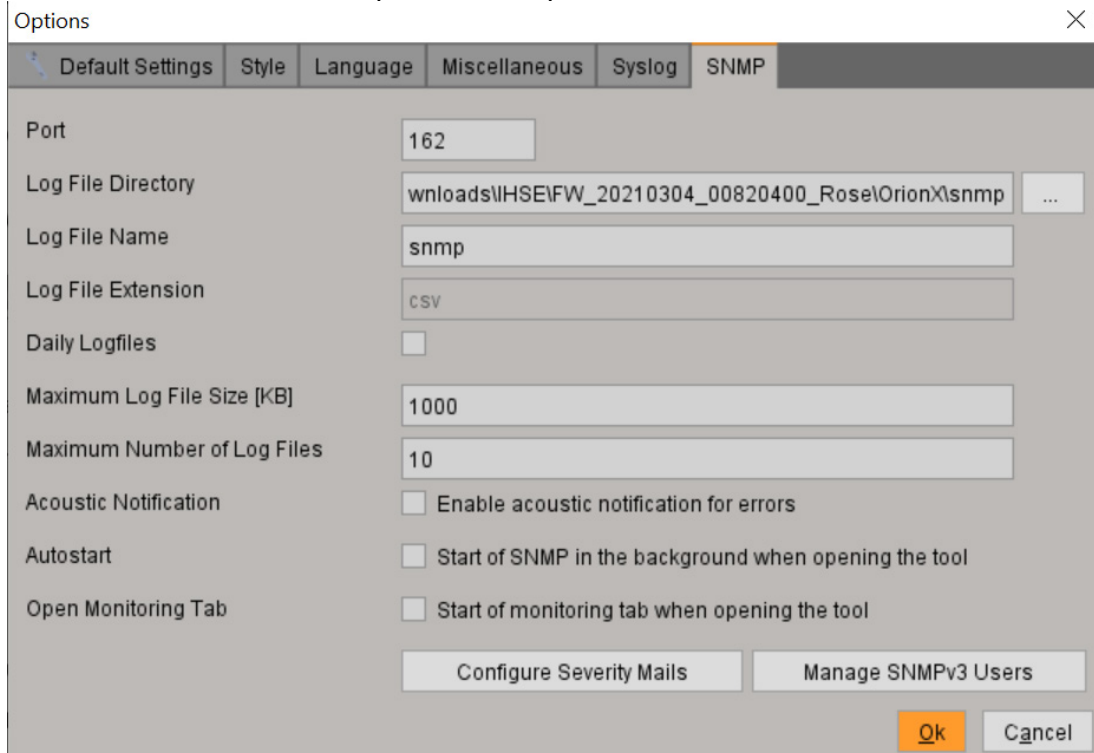 Options
Default Settings Style Language Miscellaneous Syslog SNMP
Port 162
Log File Directory wnloads\IHSE\FW_20210304_00820400_Rose\OrionX\snmp ...
Log File Name snmp
Log File Extension csv
Daily Logfiles
Maximum Log File Size [KB] 1000
Maximum Number of Log Files 10
Acoustic Notification Enable acoustic notification for errors
Autostart Start of SNMP in the background when opening the tool
Open Monitoring Tab Start of monitoring tab when opening the tool
Configure Severity Mails Manage SNMPv3 Users
Ok Cancel